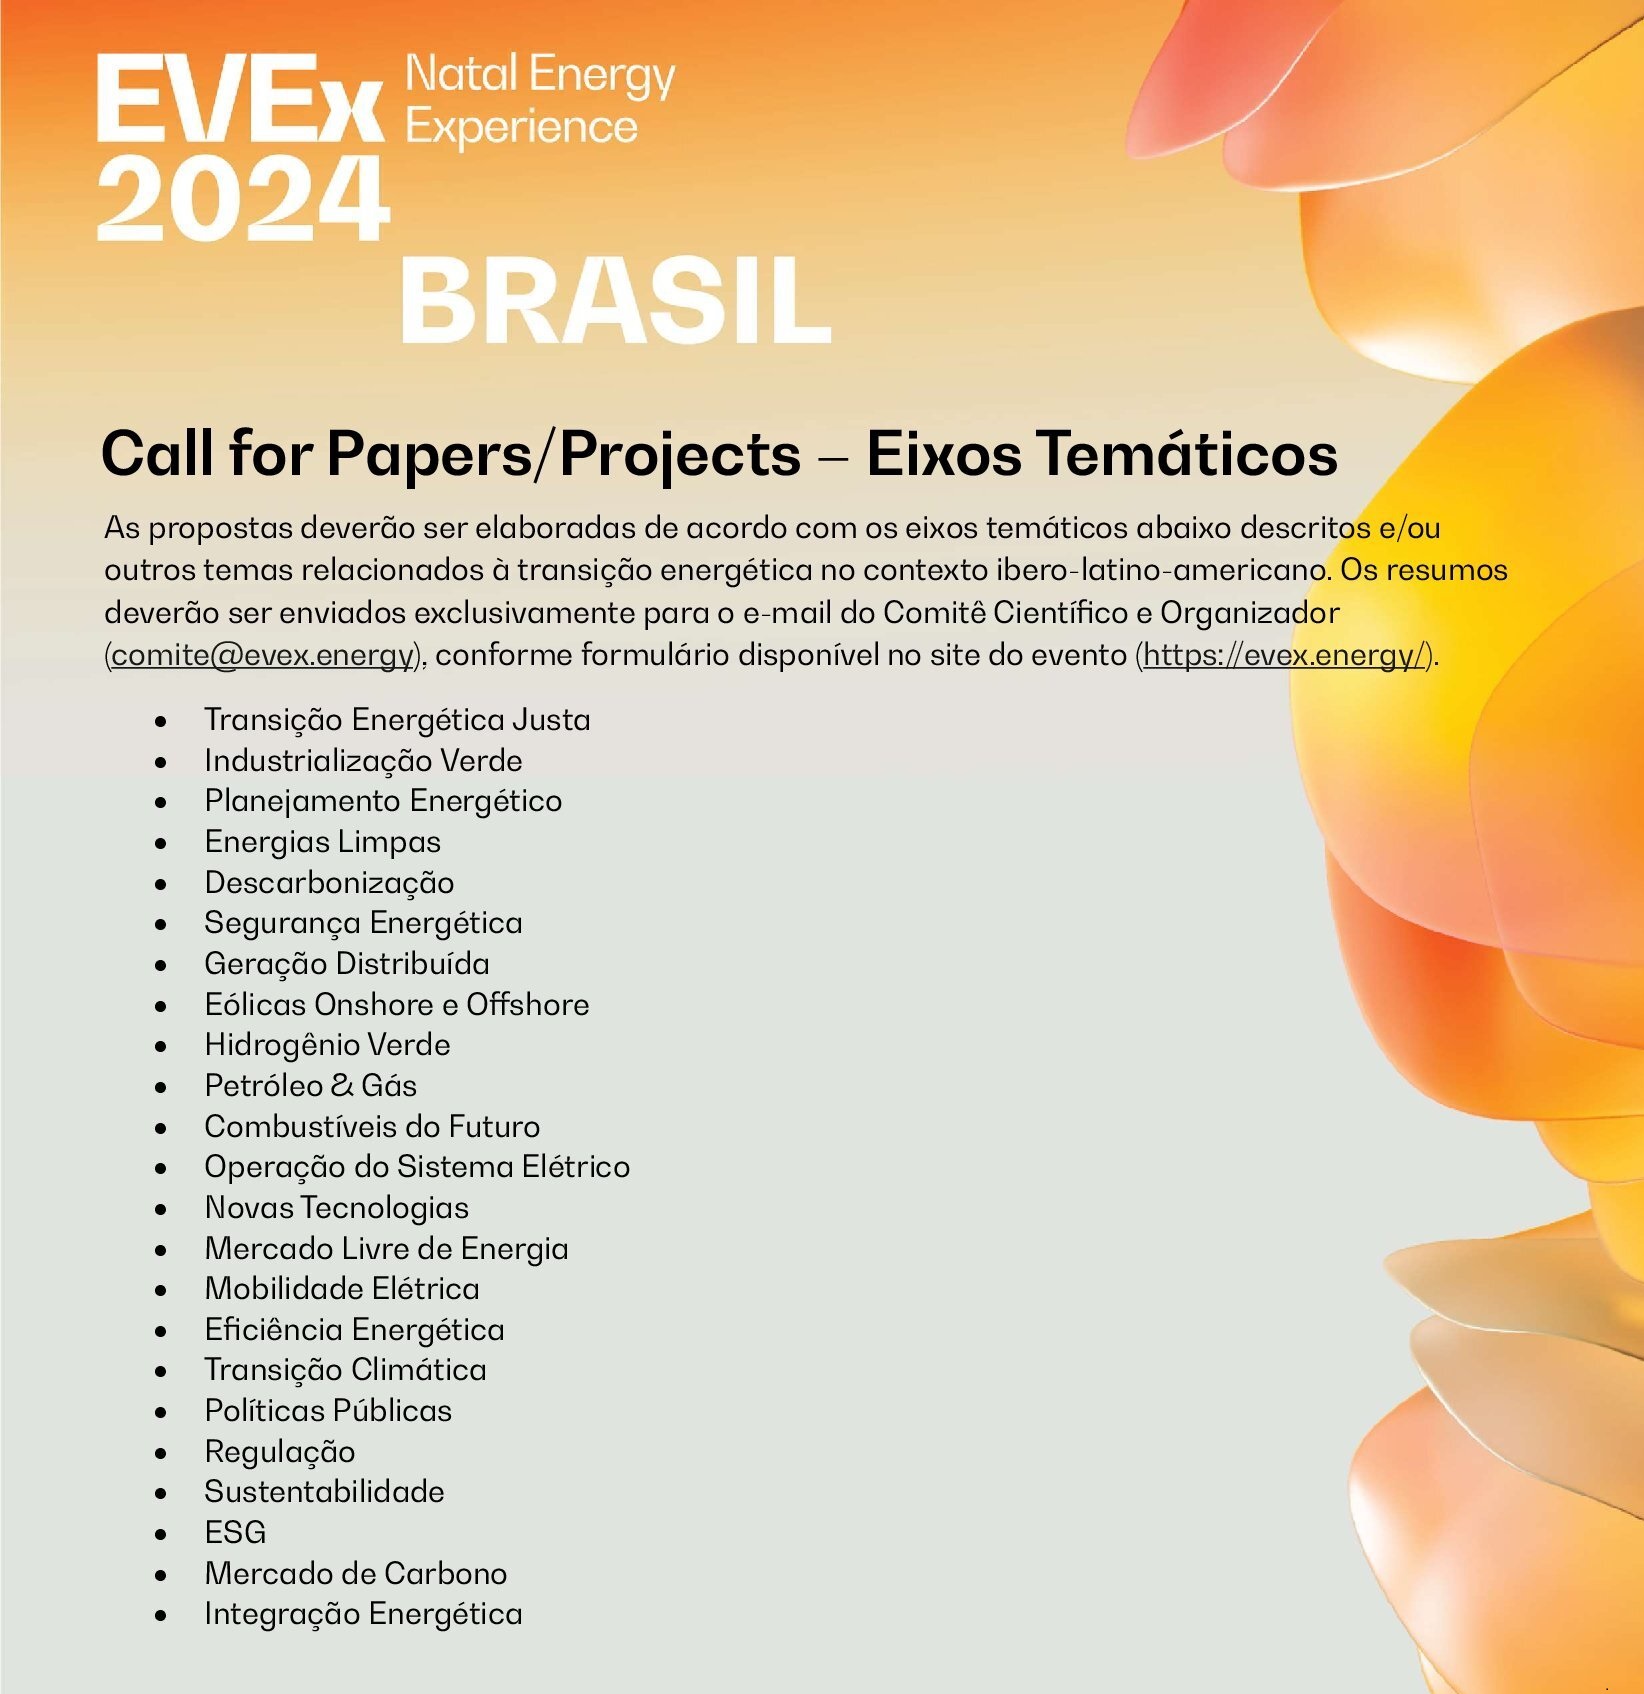 EVEx Natal Energy
Experience
2024
BRASIL
Call for Papers/Projects – Eixos Temáticos
As propostas deverão ser elaboradas de acordo com os eixos temáticos abaixo descritos e/ou
outros temas relacionados à transição energética no contexto ibero-latino-americano. Os resumos
deverão ser enviados exclusivamente para o e-mail do Comitê Científico e Organizador
(comite@evex.energy), conforme formulário disponível no site do evento (https://evex.energy/).
• Transição Energética Justa
• Industrialização Verde
• Planejamento Energético
• Energias Limpas
• Descarbonização
• Segurança Energética
• Geração Distribuída
• Eólicas Onshore e Offshore
• Hidrogênio Verde
• Petróleo & Gás
• Combustíveis do Futuro
• Operação do Sistema Elétrico
• Novas Tecnologias
• Mercado Livre de Energia
• Mobilidade Elétrica
• Eficiência Energética
• Transição Climática
• Políticas Públicas
• Regulação
• Sustentabilidade
• ESG
• Mercado de Carbono
• Integração Energética